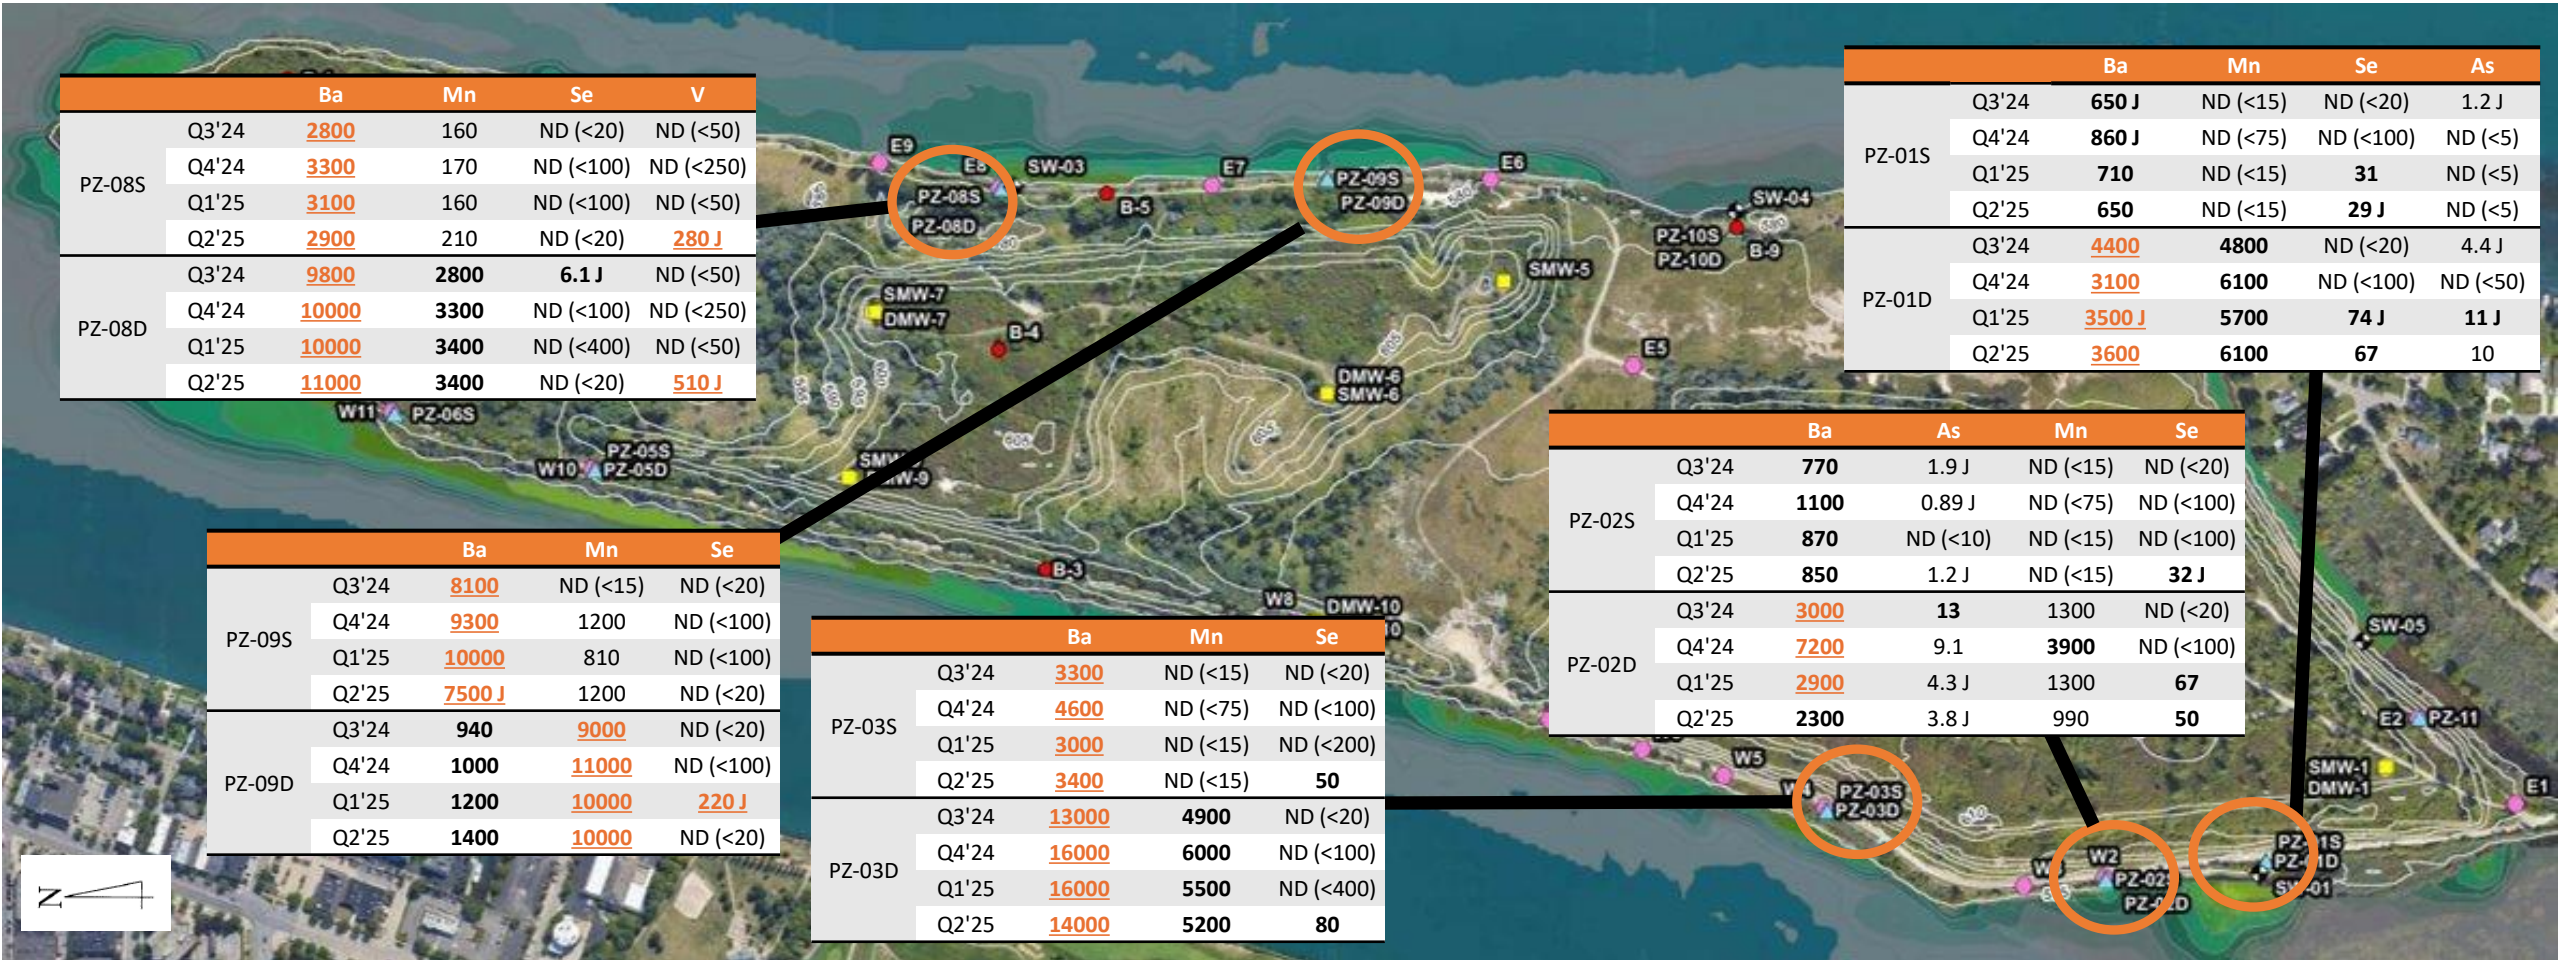 Ba Mn Se V
PZ-08S
Q3'24 2800 160 ND (<20) ND (<50)
Q4'24 3300 170 ND (<100) ND (<250)
Q1'25 3100 160 ND (<100) ND (<50)
Q2'25 2900 210 ND (<20) 280 J
PZ-08D
Q3'24 9800 2800 6.1 J ND (<50)
Q4'24 10000 3300 ND (<100) ND (<250)
Q1'25 10000 3400 ND (<400) ND (<50)
Q2'25 11000 3400 ND (<20) 510 J
Ba Mn Se As
PZ-01S
Q3'24 650 J ND (<15) ND (<20) 1.2 J
Q4'24 860 J ND (<75) ND (<100) ND (<5)
Q1'25 710 ND (<15) 31 ND (<5)
Q2'25 650 ND (<15) 29 J ND (<5)
PZ-01D
Q3'24 4400 4800 ND (<20) 4.4 J
Q4'24 3100 6100 ND (<100) ND (<50)
Q1'25 3500 J 5700 74 J 11 J
Q2'25 3600 6100 67 10
E9
E8
SW-03
PZ-08S
PZ-08D
B-5
E7
PZ-09S
PZ-09D
E6
SW-04
PZ-10S
PZ-10D
B-9
SMW-5
SMW-7
DMW-7
B-4
E5
DMW-6
SMW-6
605
605
W11
PZ-06S
PZ-05S
W10
PZ-05D
B-3
W8
DMW-10
Ba As Mn Se
PZ-02S
Q3'24 770 1.9 J ND (<15) ND (<20)
Q4'24 1100 0.89 J ND (<75) ND (<100)
Q1'25 870 ND (<10) ND (<15) ND (<100)
Q2'25 850 1.2 J ND (<15) 32 J
PZ-02D
Q3'24 3000 13 1300 ND (<20)
Q4'24 7200 9.1 3900 ND (<100)
Q1'25 2900 4.3 J 1300 67
Q2'25 2300 3.8 J 990 50
Ba Mn Se
PZ-09S
Q3'24 8100 ND (<15) ND (<20)
Q4'24 9300 1200 ND (<100)
Q1'25 10000 810 ND (<100)
Q2'25 7500 J 1200 ND (<20)
PZ-09D
Q3'24 940 9000 ND (<20)
Q4'24 1000 11000 ND (<100)
Q1'25 1200 10000 220 J
Q2'25 1400 10000 ND (<20)
Ba Mn Se
PZ-03S
Q3'24 3300 ND (<15) ND (<20)
Q4'24 4600 ND (<75) ND (<100)
Q1'25 3000 ND (<15) ND (<200)
Q2'25 3400 ND (<15) 50
PZ-03D
Q3'24 13000 4900 ND (<20)
Q4'24 16000 6000 ND (<100)
Q1'25 16000 5500 ND (<400)
Q2'25 14000 5200 80
SW-05
E2
PZ-11
SMW-1
DMW-1
E1
W5
PZ-03S
PZ-03D
W2
PZ-02D
SW-01
N